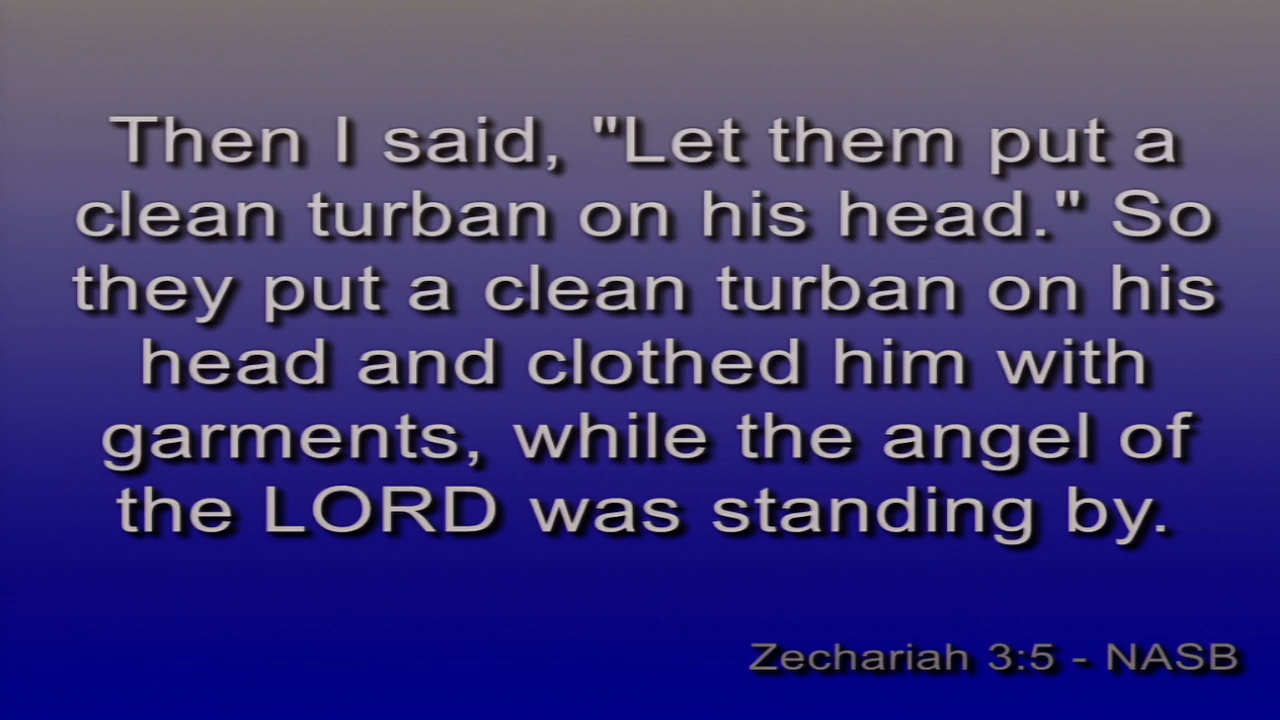 Then I said, "Let them put a
clean turban on his head." So
they put a clean turban on his
head and clothed him with
garments, while the angel of
the LORD was standing by.
Zechariah 3:5 - NASB